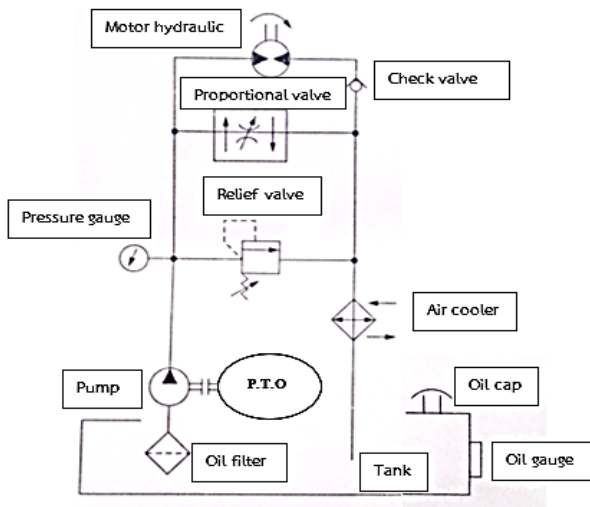 Motor hydraulic
Check valve
Proportional valve
Relief valve
Pressure gauge
Air cooler
P.T.O
Pump
Oil cap
Oil filter
Tank
Oil gauge